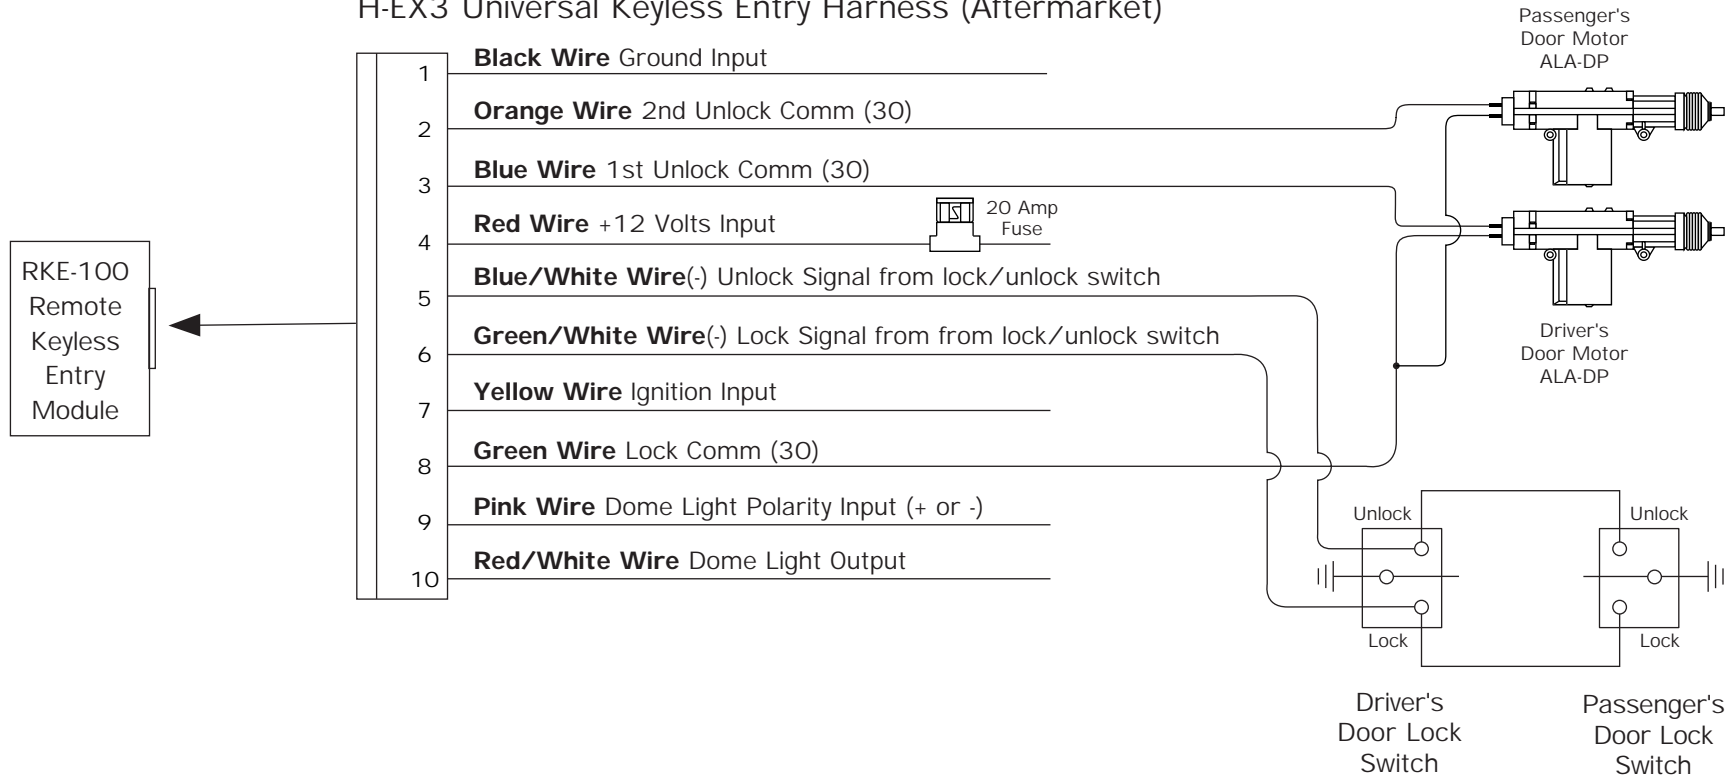 H-EX3 Universal Keyless Entry Harness (Aftermarket)
Passenger's
Door Motor
ALA-DP
1
Black Wire Ground Input
2
Orange Wire 2nd Unlock Comm (30)
3
Blue Wire 1st Unlock Comm (30)
4
Red Wire +12 Volts Input
20 Amp
Fuse
5
Blue/White Wire(-) Unlock Signal from lock/unlock switch
6
Green/White Wire(-) Lock Signal from from lock/unlock switch
7
Yellow Wire Ignition Input
8
Green Wire Lock Comm (30)
9
Pink Wire Dome Light Polarity Input (+ or -)
10
Red/White Wire Dome Light Output
RKE-100
Remote
Keyless
Entry
Module
Driver's
Door Motor
ALA-DP
Unlock
Lock
Driver's
Door Lock
Switch
Unlock
Lock
Passenger's
Door Lock
Switch